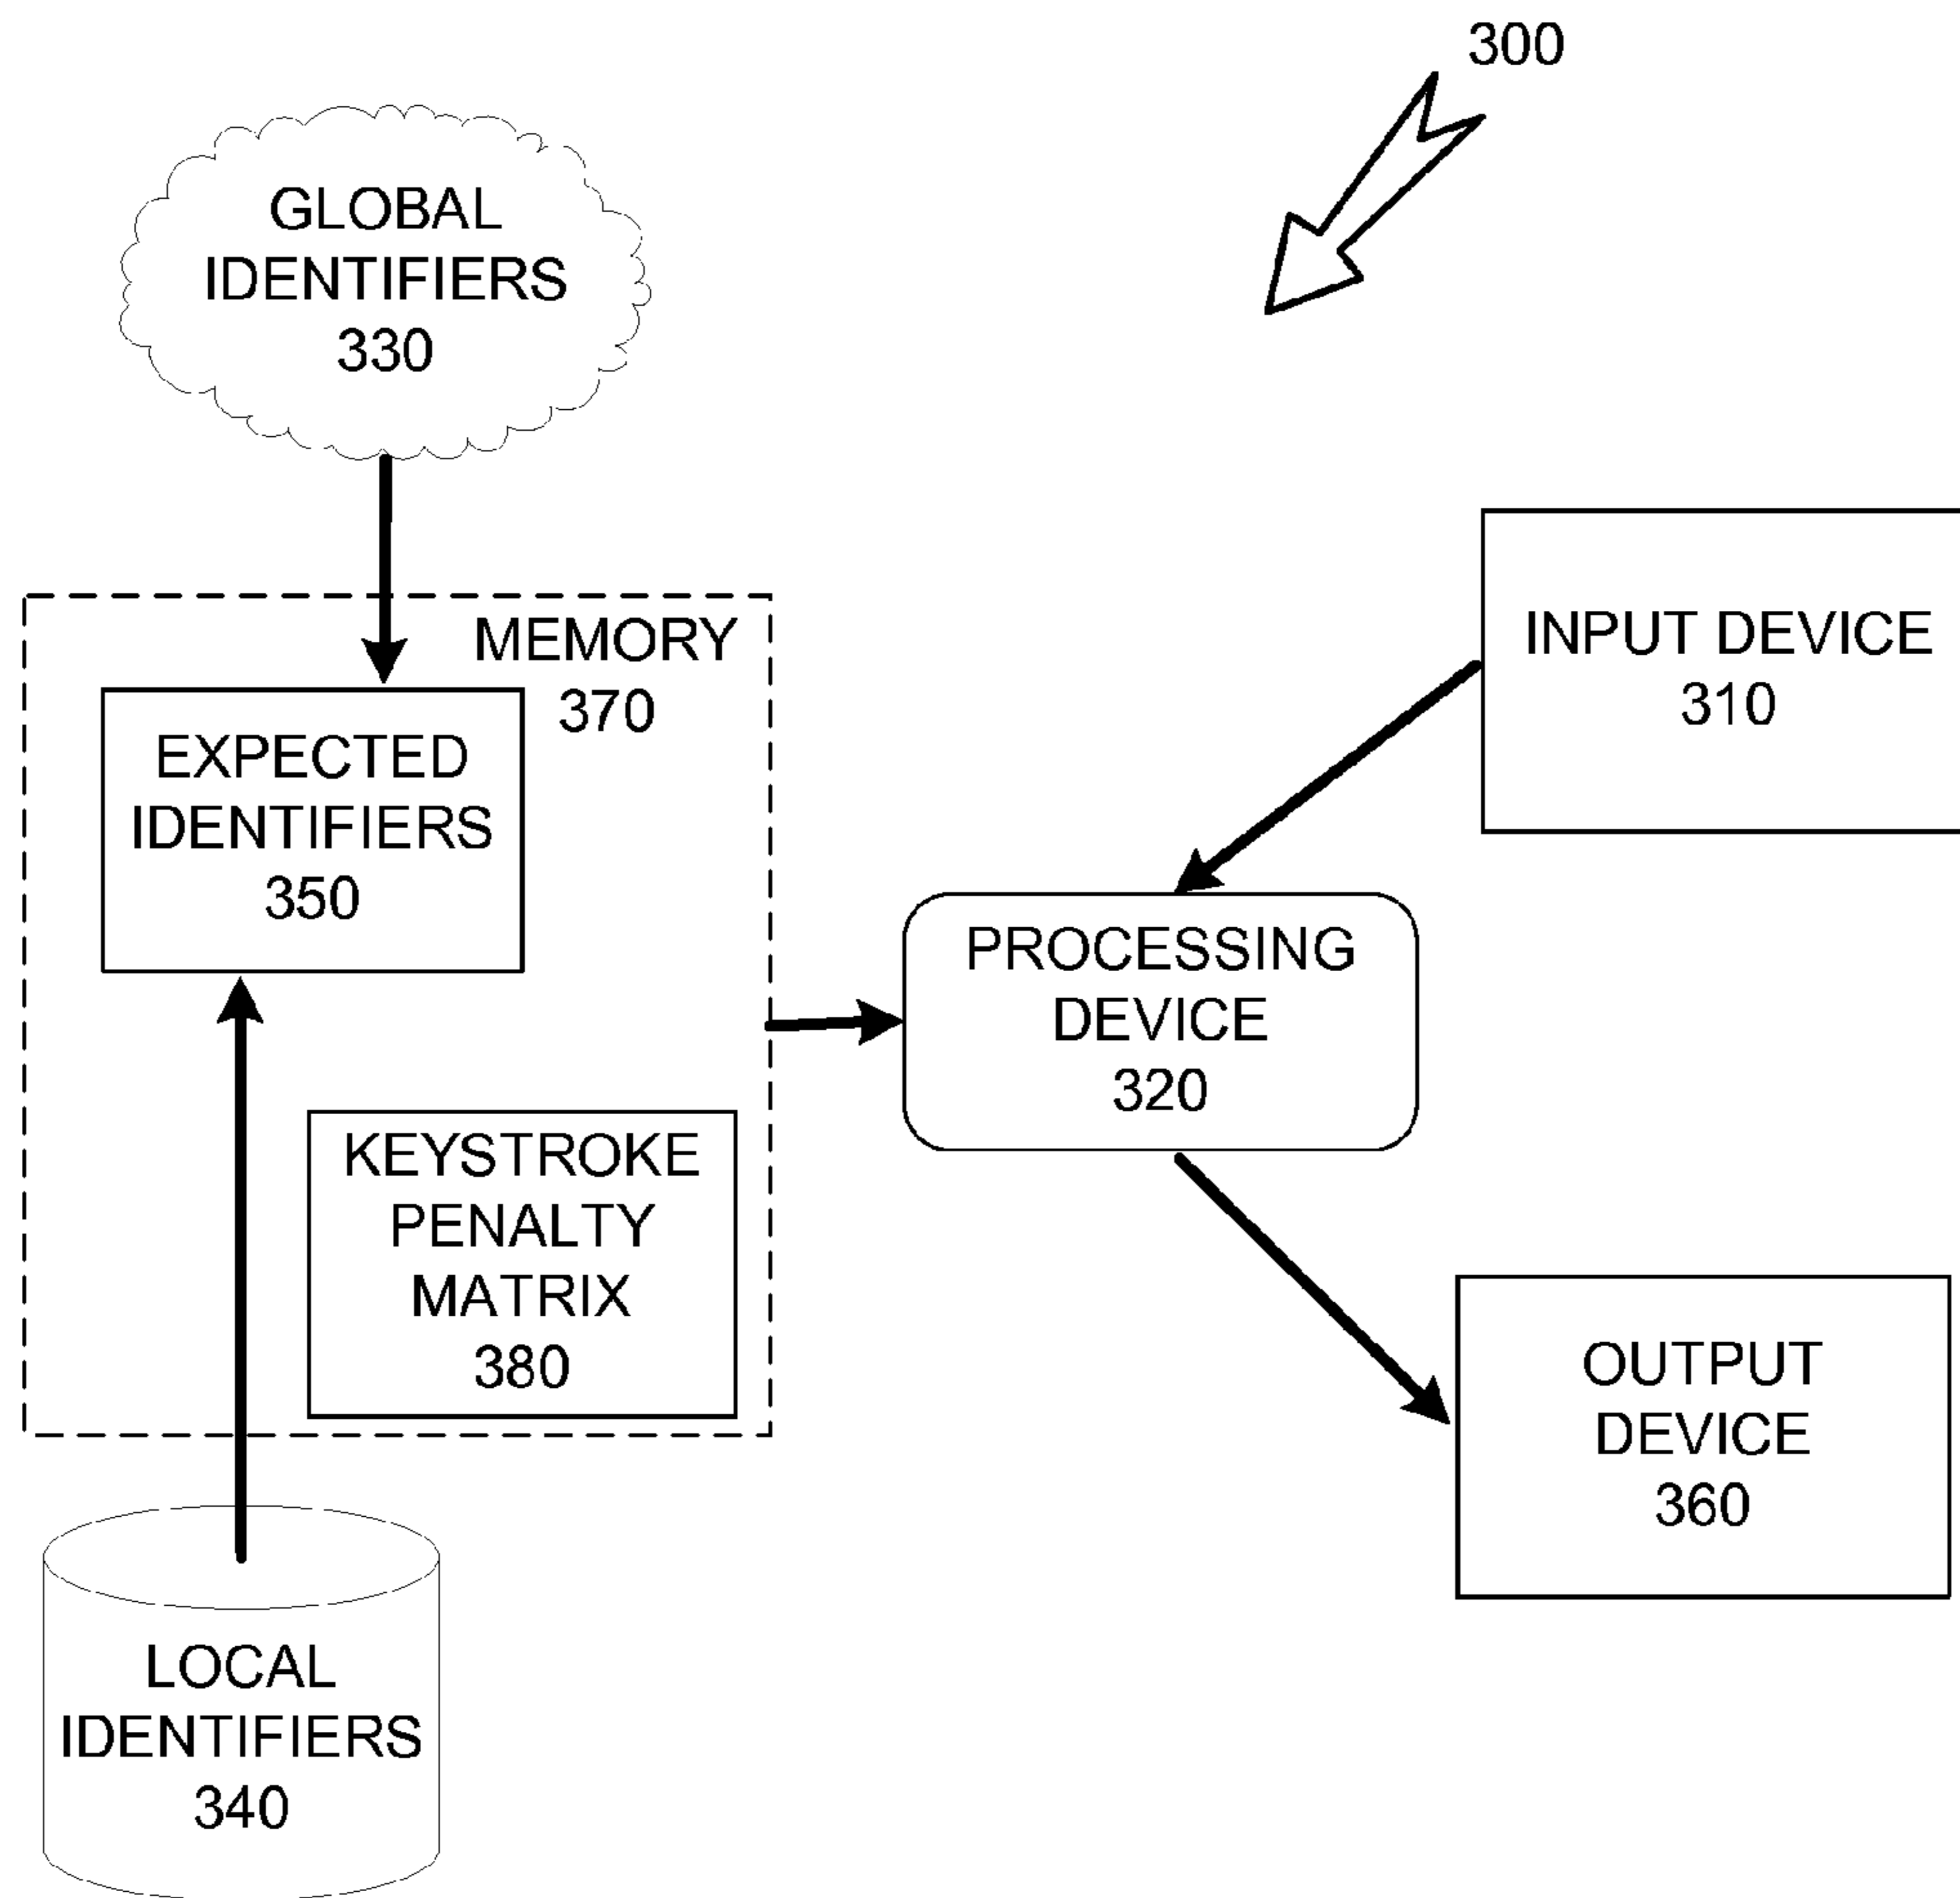 300
GLOBAL
IDENTIFIERS
330
MEMORY
370
EXPECTED
IDENTIFIERS
350
INPUT DEVICE
310
PROCESSING
DEVICE
320
KEYSTROKE
PENALTY
MATRIX
380
OUTPUT
DEVICE
360
LOCAL
IDENTIFIERS
340